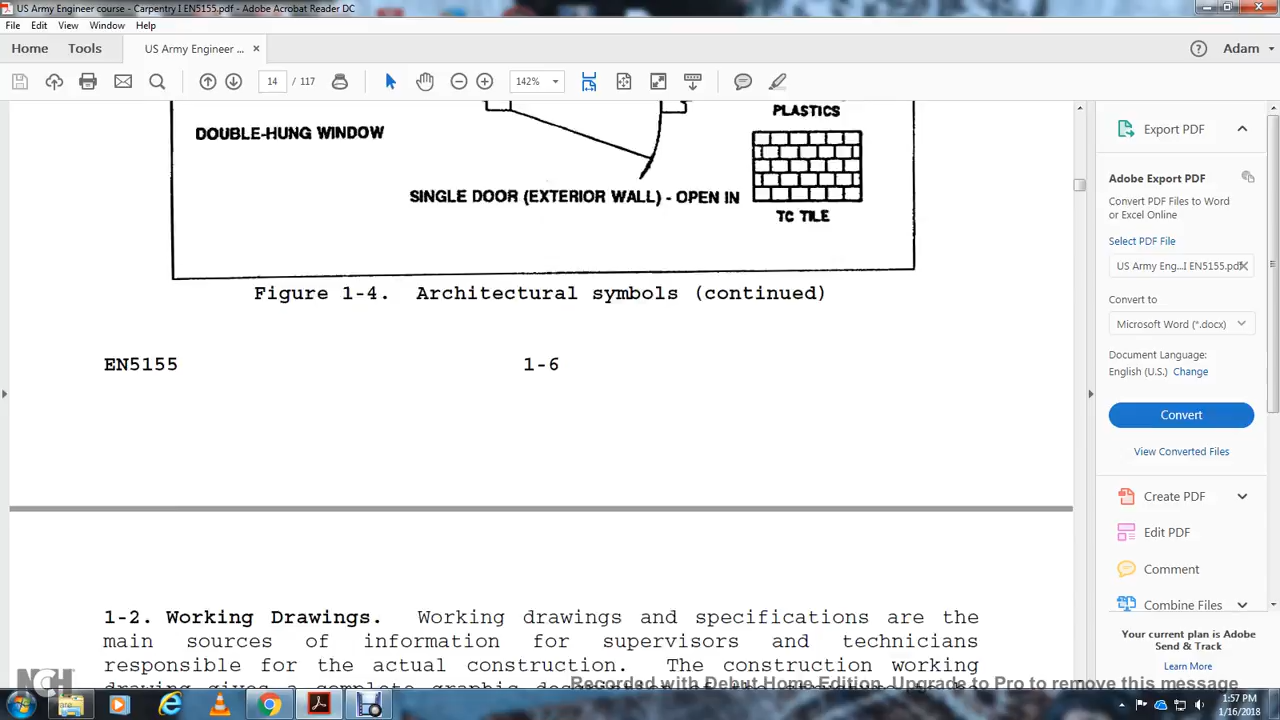 US Army Engineer course - Carpentry I EN5155.pdf - Adobe Acrobat Reader DC
File Edit View Window Help
Home Tools US Army Engineer ... × Adam
14 / 117 142%
PLASTICS
DOUBLE-HUNG WINDOW
SINGLE DOOR (EXTERIOR WALL) - OPEN IN
TC TILE
Figure 1-4. Architectural symbols (continued)
EN5155 1-6
1-2. Working Drawings. Working drawings and specifications are the
main sources of information for supervisors and technicians
responsible for the actual construction. The construction working
drawing gives a complete graphic
Export PDF
Adobe Export PDF
Convert PDF Files to Word
or Excel Online
Select PDF File
US Army Eng...I EN5155.pdf
Convert to
Microsoft Word (*.docx)
Document Language:
English (U.S.) Change
Convert
View Converted Files
Create PDF
Edit PDF
Comment
Combine Files
Your current plan is Adobe
Send & Track
Learn More
NCH
Recorded with Debut Home Edition. Upgrade to Pro to remove this message
1:57 PM
1/16/2018